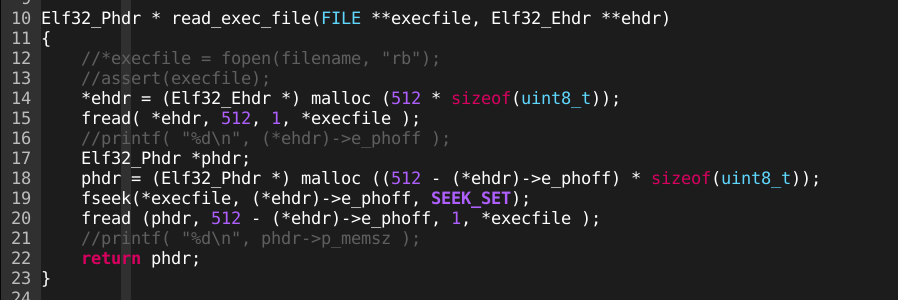 10 Elf32_Phdr * read_exec_file(FILE **execfile, Elf32_Ehdr **ehdr)
11 {
12     //*execfile = fopen(filename, "rb");
13     //assert(execfile);
14     *ehdr = (Elf32_Ehdr *) malloc (512 * sizeof(uint8_t));
15     fread( *ehdr, 512, 1, *execfile );
16     //printf( "%d\n", (*ehdr)->e_phoff );
17     Elf32_Phdr *phdr;
18     phdr = (Elf32_Phdr *) malloc ((512 - (*ehdr)->e_phoff) * sizeof(uint8_t));
19     fseek(*execfile, (*ehdr)->e_phoff, SEEK_SET);
20     fread (phdr, 512 - (*ehdr)->e_phoff, 1, *execfile );
21     //printf( "%d\n", phdr->p_memsz );
22     return phdr;
23 }